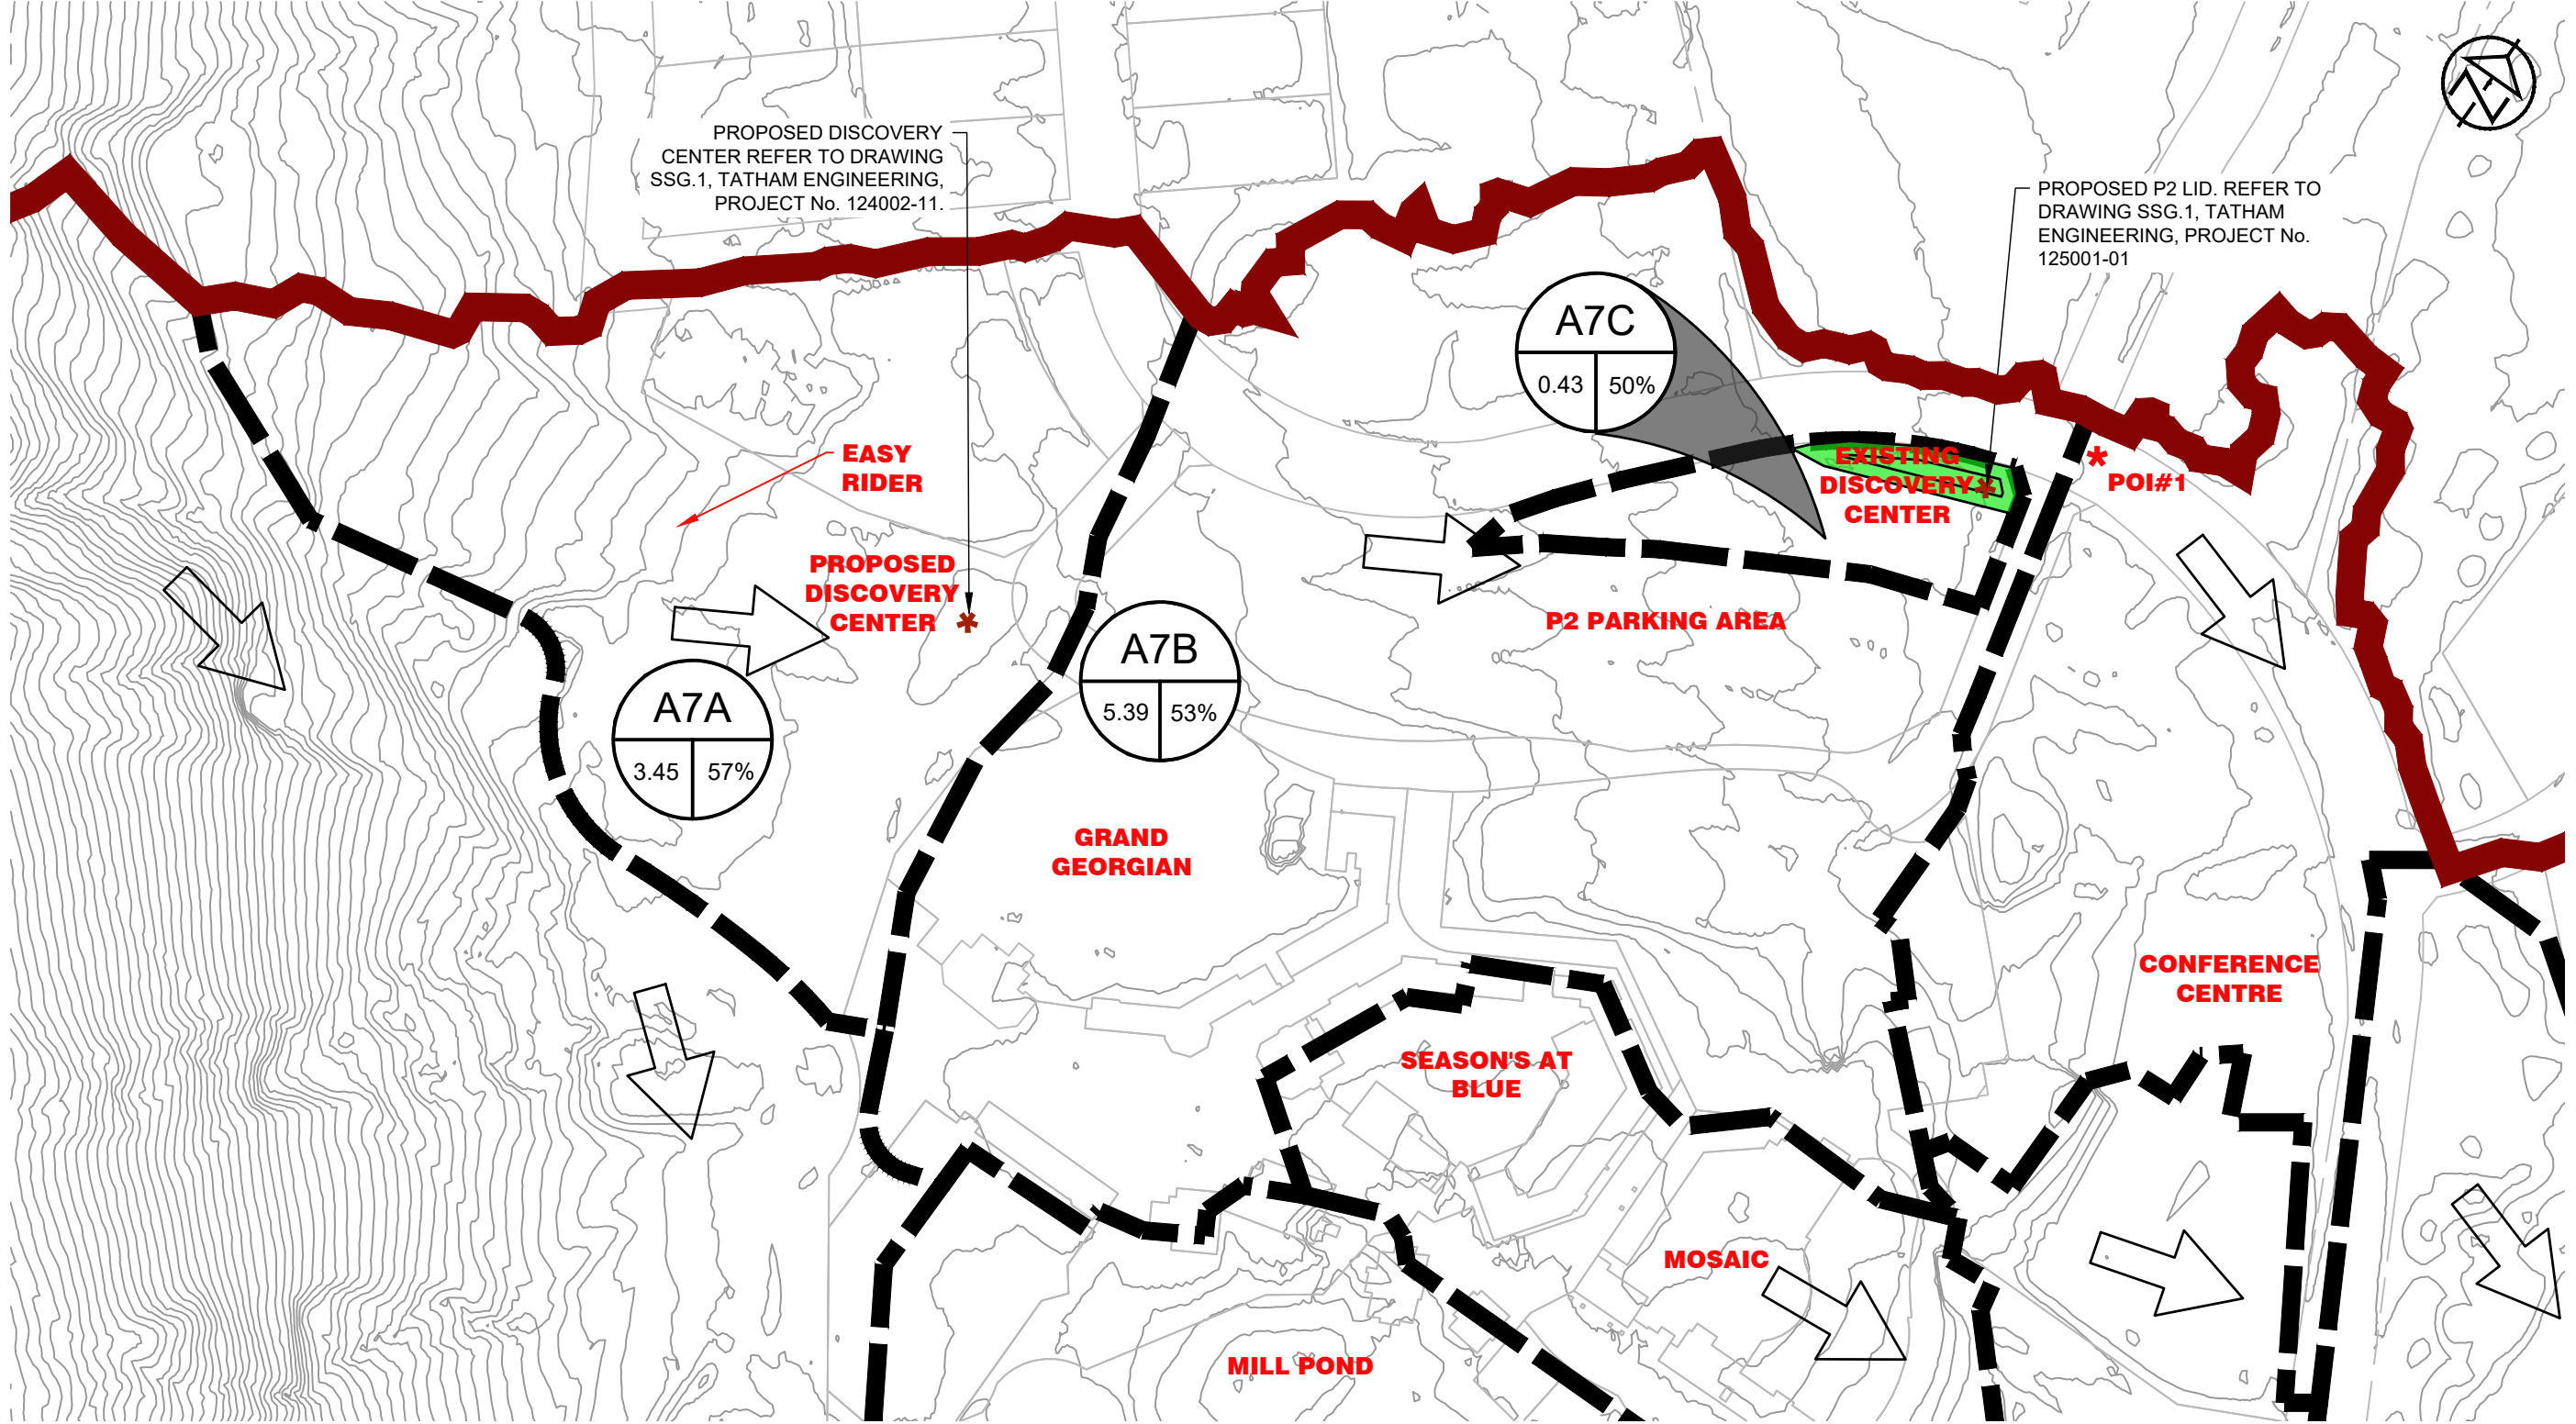 PROPOSED DISCOVERY
CENTER REFER TO DRAWING
SSG.1, TATHAM ENGINEERING,
PROJECT No. 124002-11.
PROPOSED P2 LID. REFER TO
DRAWING SSG.1, TATHAM
ENGINEERING, PROJECT No.
125001-01
A7C
0.43 50%
EASY
RIDER
EXISTING
DISCOVERY
CENTER
*
POI#1
PROPOSED
DISCOVERY
CENTER
P2 PARKING AREA
A7B
5.39 53%
A7A
3.45 57%
GRAND
GEORGIAN
CONFERENCE
CENTRE
SEASON'S AT
BLUE
MOSAIC
MILL POND